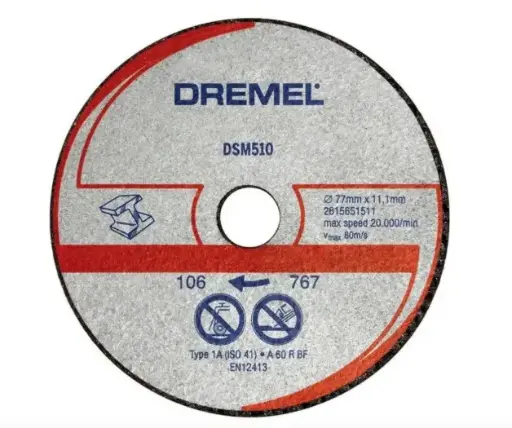 DREMEL
DSM510
Ø 77mm x 11,1mm
2615S51511
max speed 20.000/min
vmax 80m/s
106 767
Type 1A (ISO 41) • A 60 R BF
EN12413